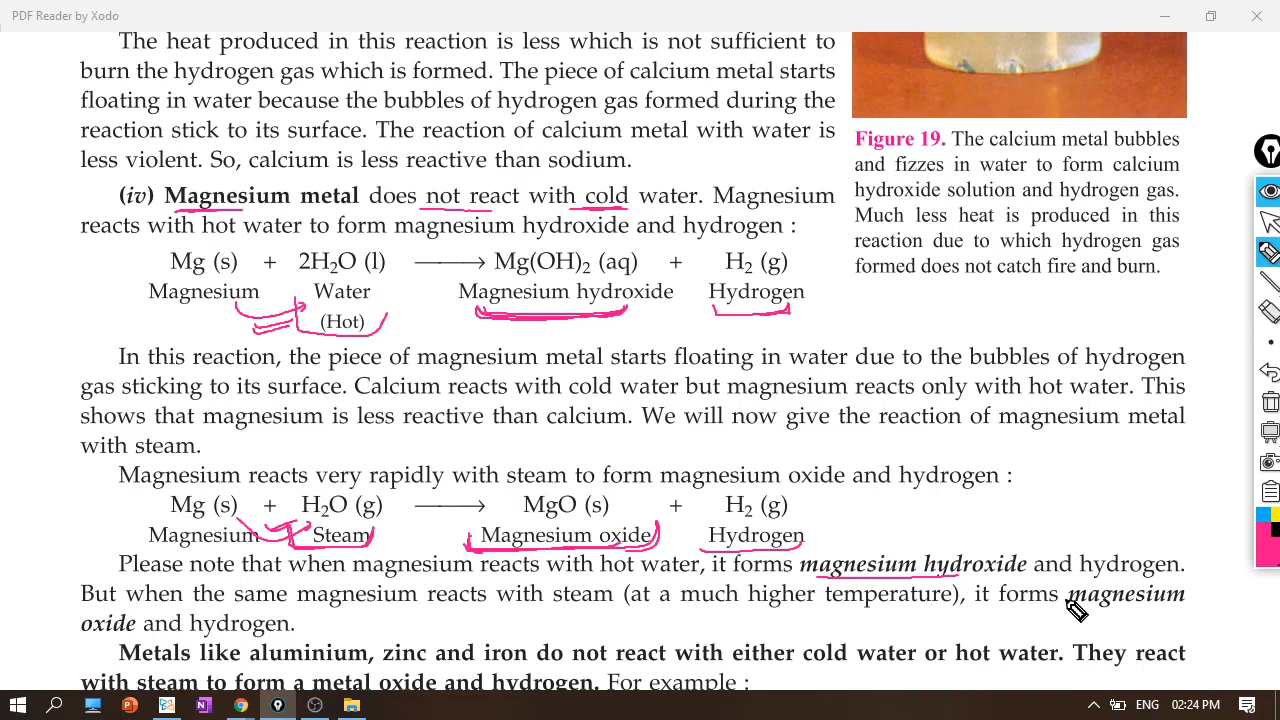 PDF Reader by Xodo
The heat produced in this reaction is less which is not sufficient to
burn the hydrogen gas which is formed. The piece of calcium metal starts
floating in water because the bubbles of hydrogen gas formed during the
reaction stick to its surface. The reaction of calcium metal with water is
less violent. So, calcium is less reactive than sodium.
(iv) Magnesium metal does not react with cold water. Magnesium
reacts with hot water to form magnesium hydroxide and hydrogen :
Mg (s) + 2H₂O (l) ⟶ Mg(OH)₂ (aq) + H₂ (g)
Magnesium Water Magnesium hydroxide Hydrogen
(Hot)
Figure 19. The calcium metal bubbles
and fizzes in water to form calcium
hydroxide solution and hydrogen gas.
Much less heat is produced in this
reaction due to which hydrogen gas
formed does not catch fire and burn.
In this reaction, the piece of magnesium metal starts floating in water due to the bubbles of hydrogen
gas sticking to its surface. Calcium reacts with cold water but magnesium reacts only with hot water. This
shows that magnesium is less reactive than calcium. We will now give the reaction of magnesium metal
with steam.
Magnesium reacts very rapidly with steam to form magnesium oxide and hydrogen :
Mg (s) + H₂O (g) ⟶ MgO (s) + H₂ (g)
Magnesium Steam Magnesium oxide Hydrogen
Please note that when magnesium reacts with hot water, it forms magnesium hydroxide and hydrogen.
But when the same magnesium reacts with steam (at a much higher temperature), it forms magnesium
oxide and hydrogen.
Metals like aluminium, zinc and iron do not react with either cold water or hot water. They react
with steam to form a metal oxide and hydrogen. For example :
ENG 02:24 PM